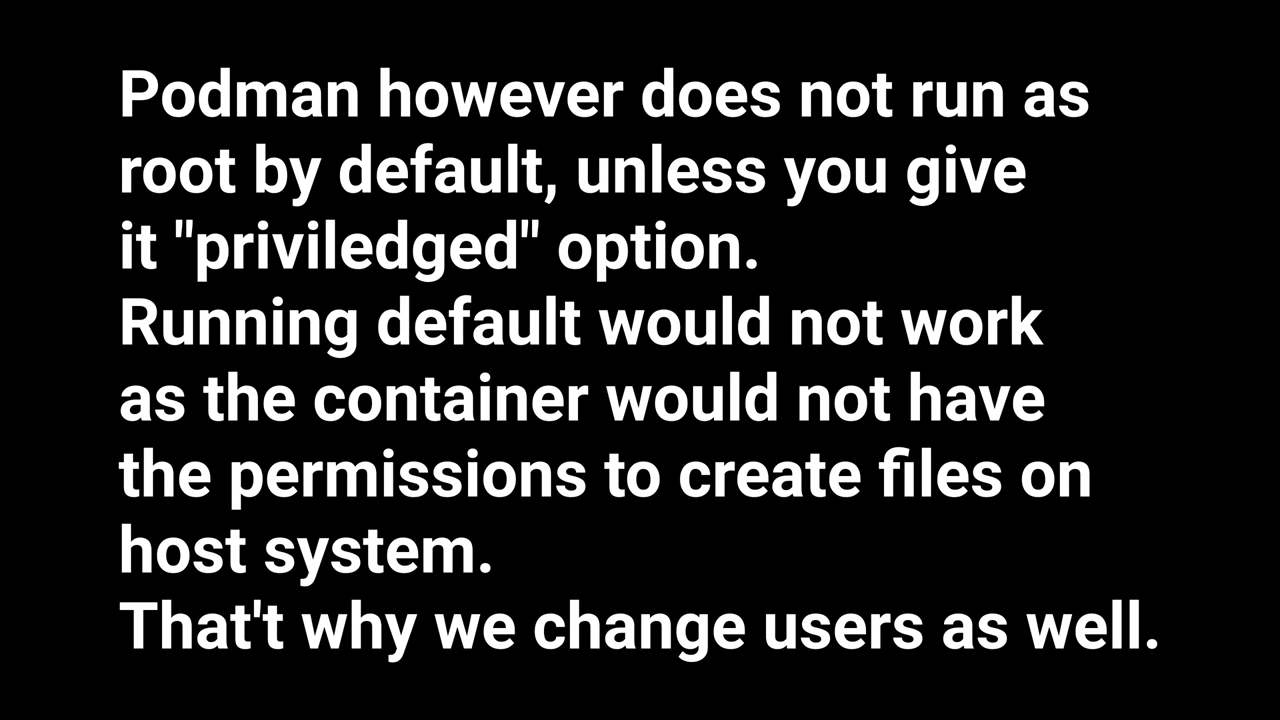 Podman however does not run as
root by default, unless you give
it "priviledged" option.
Running default would not work
as the container would not have
the permissions to create files on
host system.
That't why we change users as well.